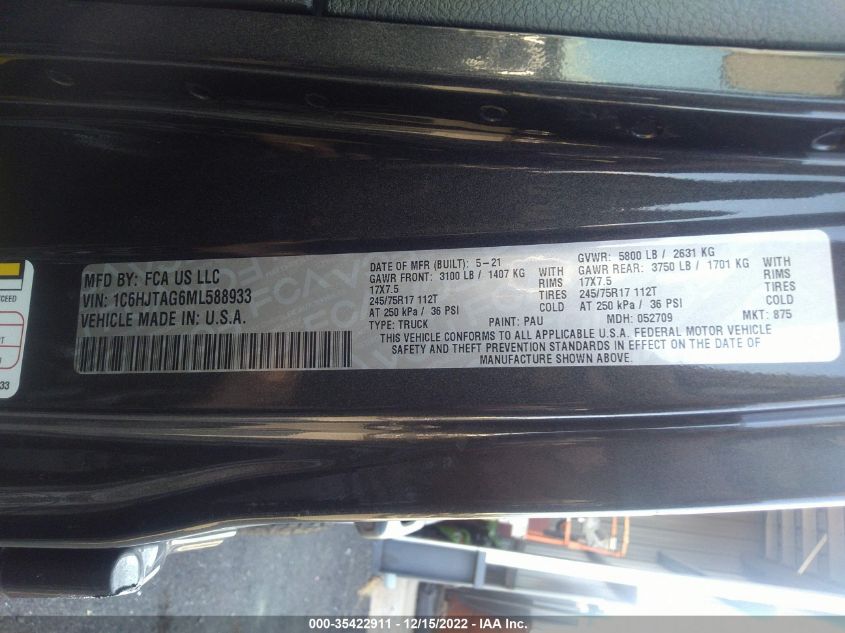 MFD BY: FCA US LLC
VIN: 1C6HJTAG6ML588933
VEHICLE MADE IN: U.S.A.
DATE OF MFR (BUILT): 5-21
GAWR FRONT: 3100 LB / 1407 KG WITH
17X7.5 RIMS
245/75R17 112T TIRES
AT 250 kPaL / 36 PSI COLD
TYPE: TRUCK PAINT: PAU
GVWR: 5800 LB / 2631 KG
GAWR REAR: 3750 LB / 1701 KG WITH
17X7.5 RIMS
245/75R17 112T TIRES
AT 250 kPaL / 36 PSI COLD
MDH: 052709 MKT: 875
THIS VEHICLE CONFORMS TO ALL APPLICABLE U.S.A. FEDERAL MOTOR VEHICLE
SAFETY AND THEFT PREVENTION STANDARDS IN EFFECT ON THE DATE OF
MANUFACTURE SHOWN ABOVE.
33
000-35422911 - 12/15/2022 - IAA Inc.